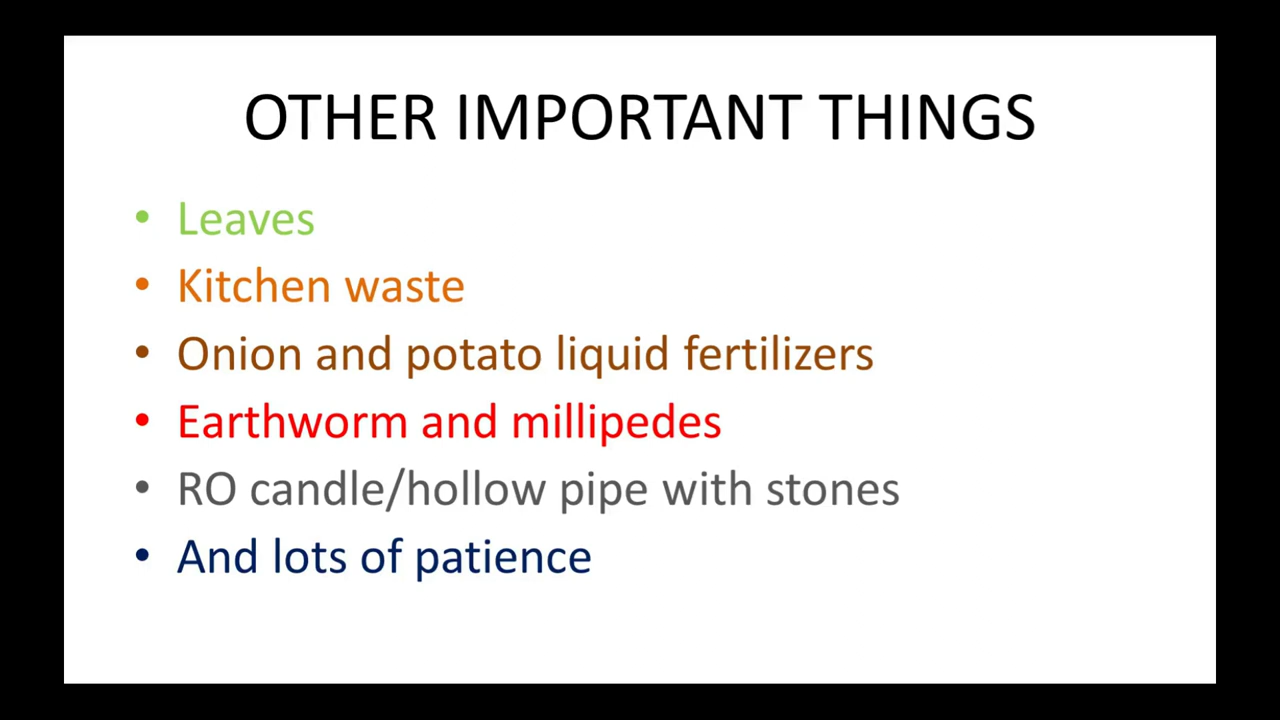 OTHER IMPORTANT THINGS
• Leaves
• Kitchen waste
• Onion and potato liquid fertilizers
• Earthworm and millipedes
• RO candle/hollow pipe with stones
• And lots of patience